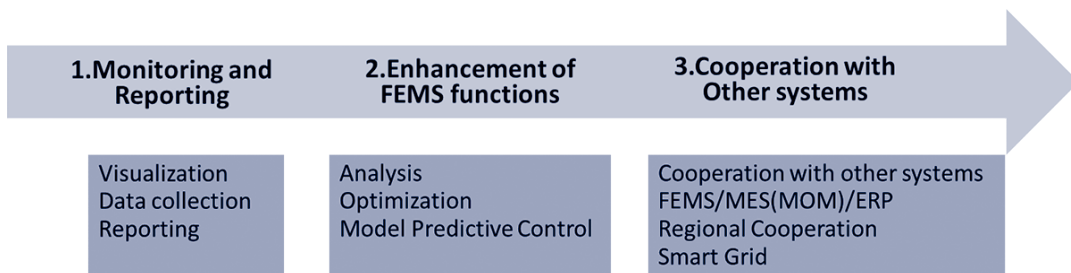 1.Monitoring and
Reporting
2.Enhancement of
FEMS functions
3.Cooperation with
Other systems
Visualization
Data collection
Reporting
Analysis
Optimization
Model Predictive Control
Cooperation with other systems
FEMS/MES(MOM)/ERP
Regional Cooperation
Smart Grid